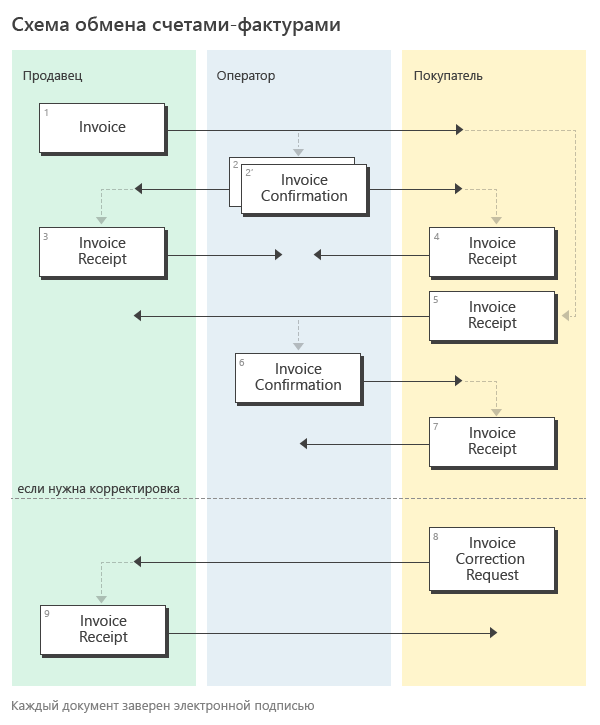 Схема обмена счетами-фактурами
Продавец
Оператор
Покупатель
1
Invoice
2
2'
Invoice
Confirmation
3
Invoice
Receipt
4
Invoice
Receipt
5
Invoice
Receipt
6
Invoice
Confirmation
7
Invoice
Receipt
если нужна корректировка
8
Invoice
Correction
Request
9
Invoice
Receipt
Каждый документ заверен электронной подписью